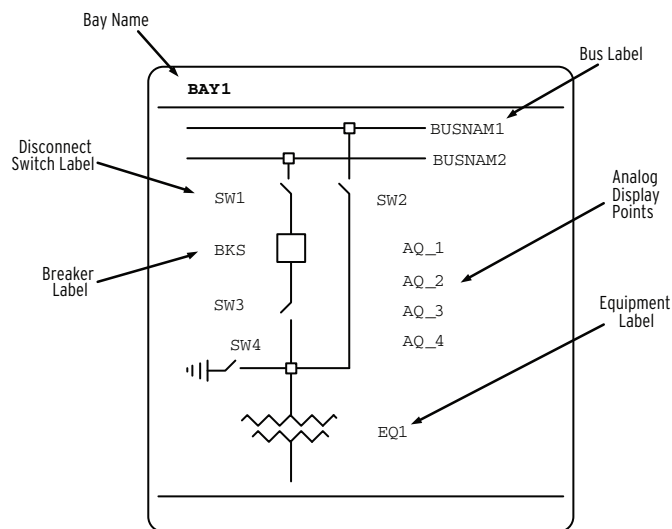 Bay Name
Bus Label
BAY1
BUSNAM1
Disconnect
Switch Label
BUSNAM2
Analog
Display
Points
SW1
SW2
BKS
AQ_1
Breaker
Label
AQ_2
Equipment
Label
SW3
AQ_3
SW4
AQ_4
EQ1